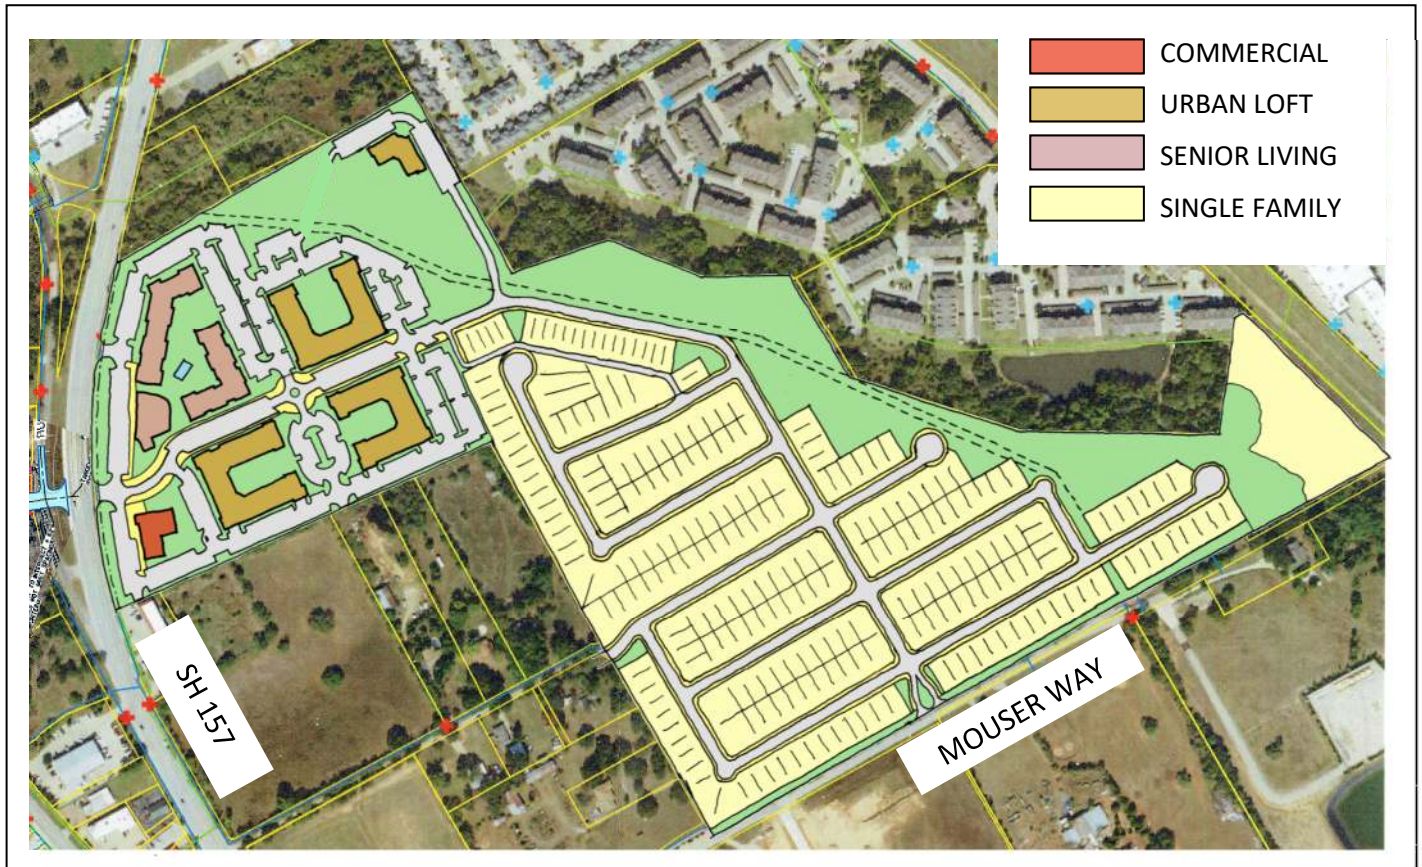 COMMERCIAL
URBAN LOFT
SENIOR LIVING
SINGLE FAMILY
SH 157
MOUSER WAY